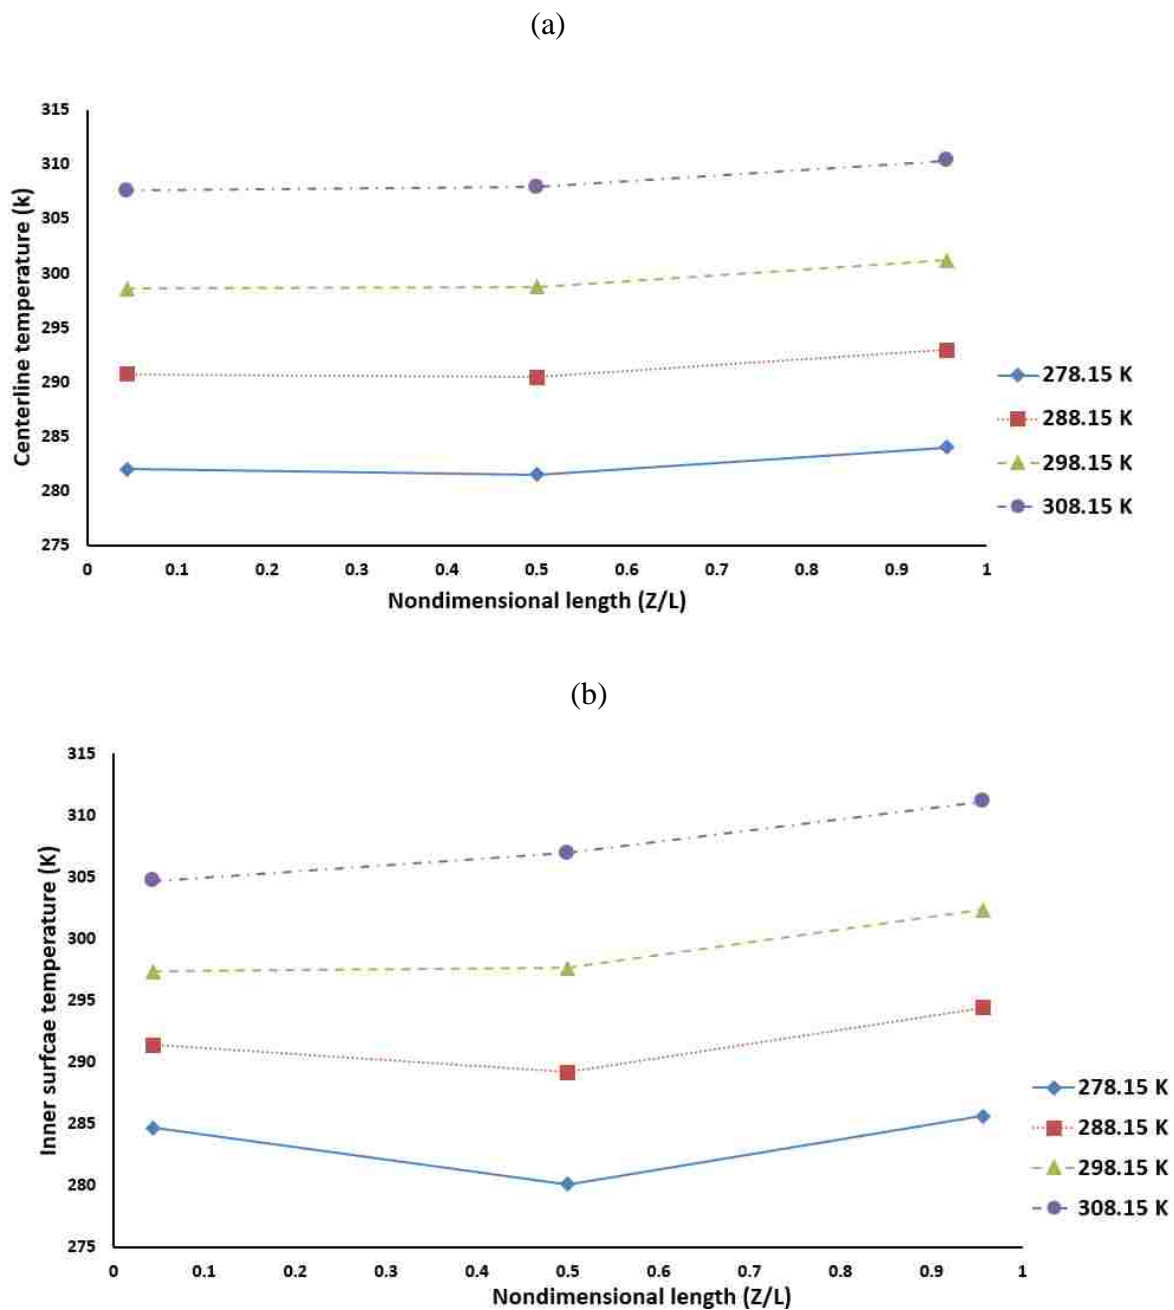 (a)
315
310
305
300
295
290
285
280
275
Centerline temperature (k)
0 0.1 0.2 0.3 0.4 0.5 0.6 0.7 0.8 0.9 1
Nondimensional length (Z/L)
278.15 K
288.15 K
298.15 K
308.15 K
(b)
315
310
305
300
295
290
285
280
275
Inner surfcae temperature (K)
0 0.1 0.2 0.3 0.4 0.5 0.6 0.7 0.8 0.9 1
Nondimensional length (Z/L)
278.15 K
288.15 K
298.15 K
308.15 K